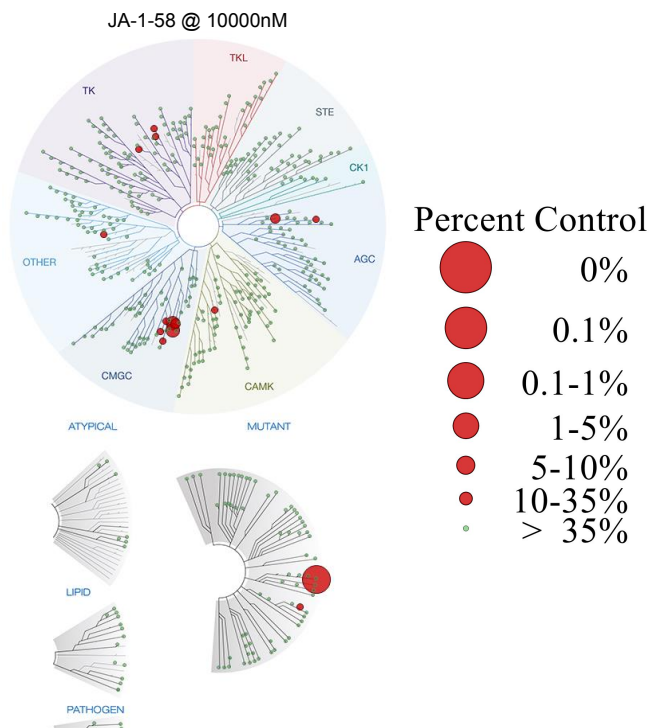 JA-1-58 @ 10000nM
TKL
TK
STE
CK1
AGC
OTHER
CMGC
CAMK
ATYPICAL
MUTANT
LIPID
PATHOGEN
Percent Control
0%
0.1%
0.1-1%
1-5%
5-10%
10-35%
> 35%